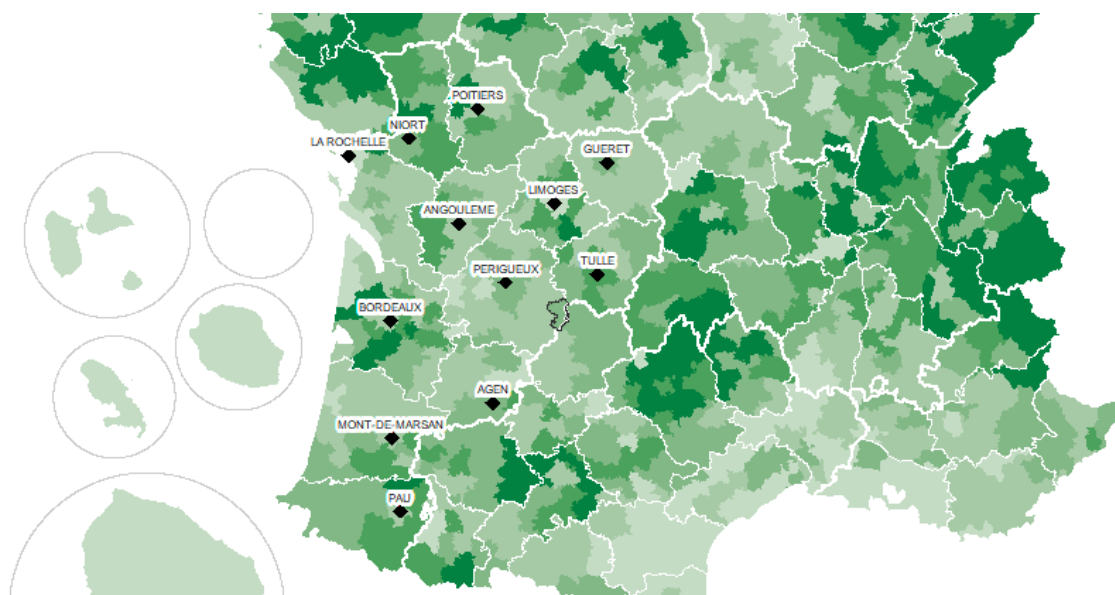 POITIERS
NIORT
LA ROCHELLE
GUERET
LIMOGES
ANGOULEME
TULLE
PERIGUEUX
BORDEAUX
AGEN
MONT-DE-MARSAN
PAU